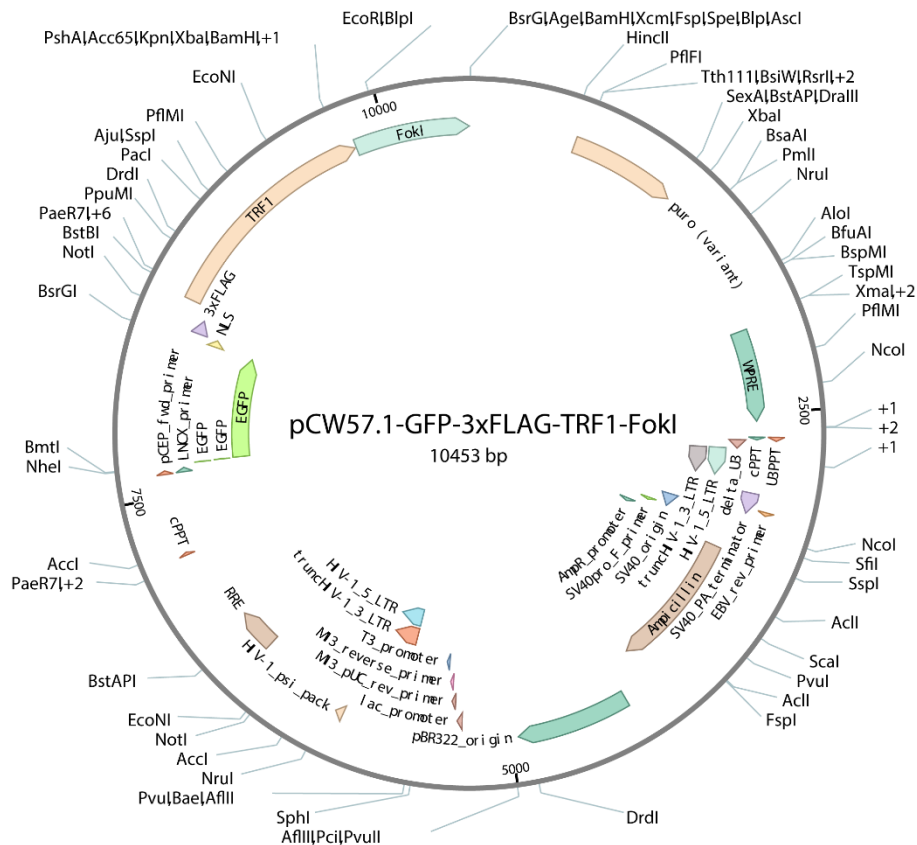 EcoRI,BlpI
BsrGI,AgeI,BamHI,XcmI,FspI,SpeI,BlpI,AscI
HincII
PflFI
Tth111I,BsiWI,RsrII,+2
SexAI,BstAPI,DraIII
XbaI
BsaAI
PmlI
NruI
AloI
BfuAI
BspMI
TspMI
XmaI,+2
PflMI
NcoI
2500
+1
+2
+1
NcoI
SfiI
SspI
AclI
ScaI
PvuI
AclI
FspI
DrdI
5000
AflIII,PciI,PvuII
SphI
PvuI,BaeI,AflII
NruI
AccI
NotI
EcoNI
BstAPI
PaeR7I,+2
AccI
7500
NheI
BmtI
BsrGI
NotI
BstBI
PaeR7I,+6
PpuMI
DrdI
PacI
AjuI,SspI
PflMI
EcoNI
PshAI,Acc65I,KpnI,XbaI,BamHI,+1
10000
FokI
TRF1
puro (variant)
3xFLAG
NLS
pCEP_fwd_primer
LNCX_primer
EGFP
EGFP
EGFP
WPRE
pCW57.1-GFP-3xFLAG-TRF1-FokI
10453 bp
U3PPT
cPPT
delta_U3
HIV-1_5_LTR
truncHIV-1_3_LTR
SV40_origin
SV40pro_F_primer
AmpR_promoter
EBV_rev_primer
SV40_PA_terminator
Ampicillin
cPPT
RRE
HIV-1_5_LTR
truncHIV-1_3_LTR
T3_promoter
M13_reverse_primer
M13_pUC_rev_primer
lac_promoter
HIV-1_psi_pack
pBR322_origin